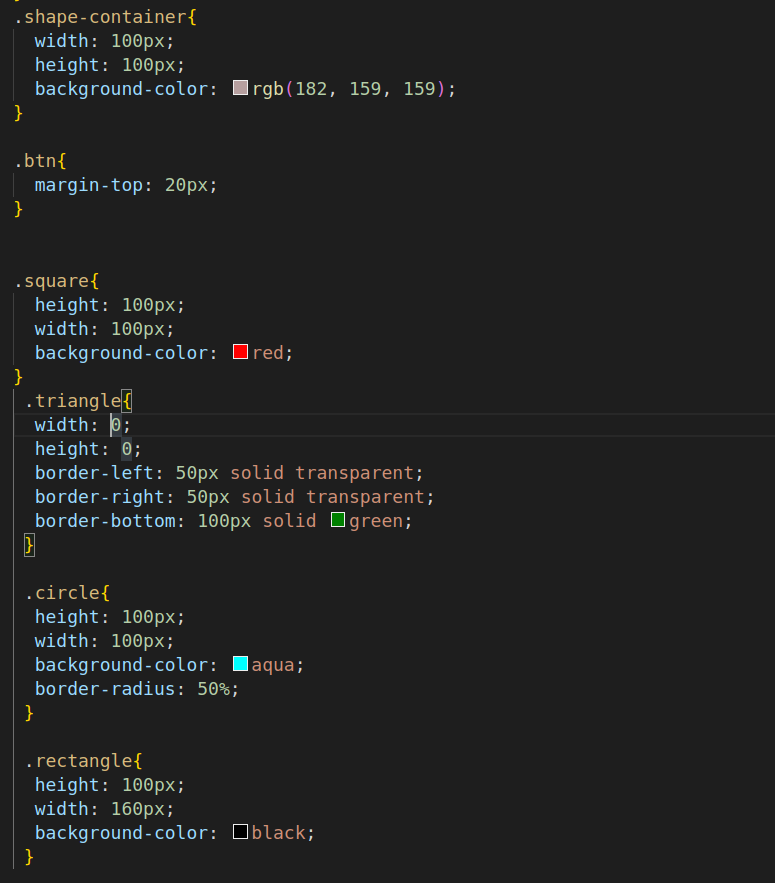 .shape-container{
width: 100px;
height: 100px;
background-color: rgb(182, 159, 159);
}
.btn{
margin-top: 20px;
}
.square{
height: 100px;
width: 100px;
background-color: red;
}
.triangle{
width: 0;
height: 0;
border-left: 50px solid transparent;
border-right: 50px solid transparent;
border-bottom: 100px solid green;
}
.circle{
height: 100px;
width: 100px;
background-color: aqua;
border-radius: 50%;
}
.rectangle{
height: 100px;
width: 160px;
background-color: black;
}